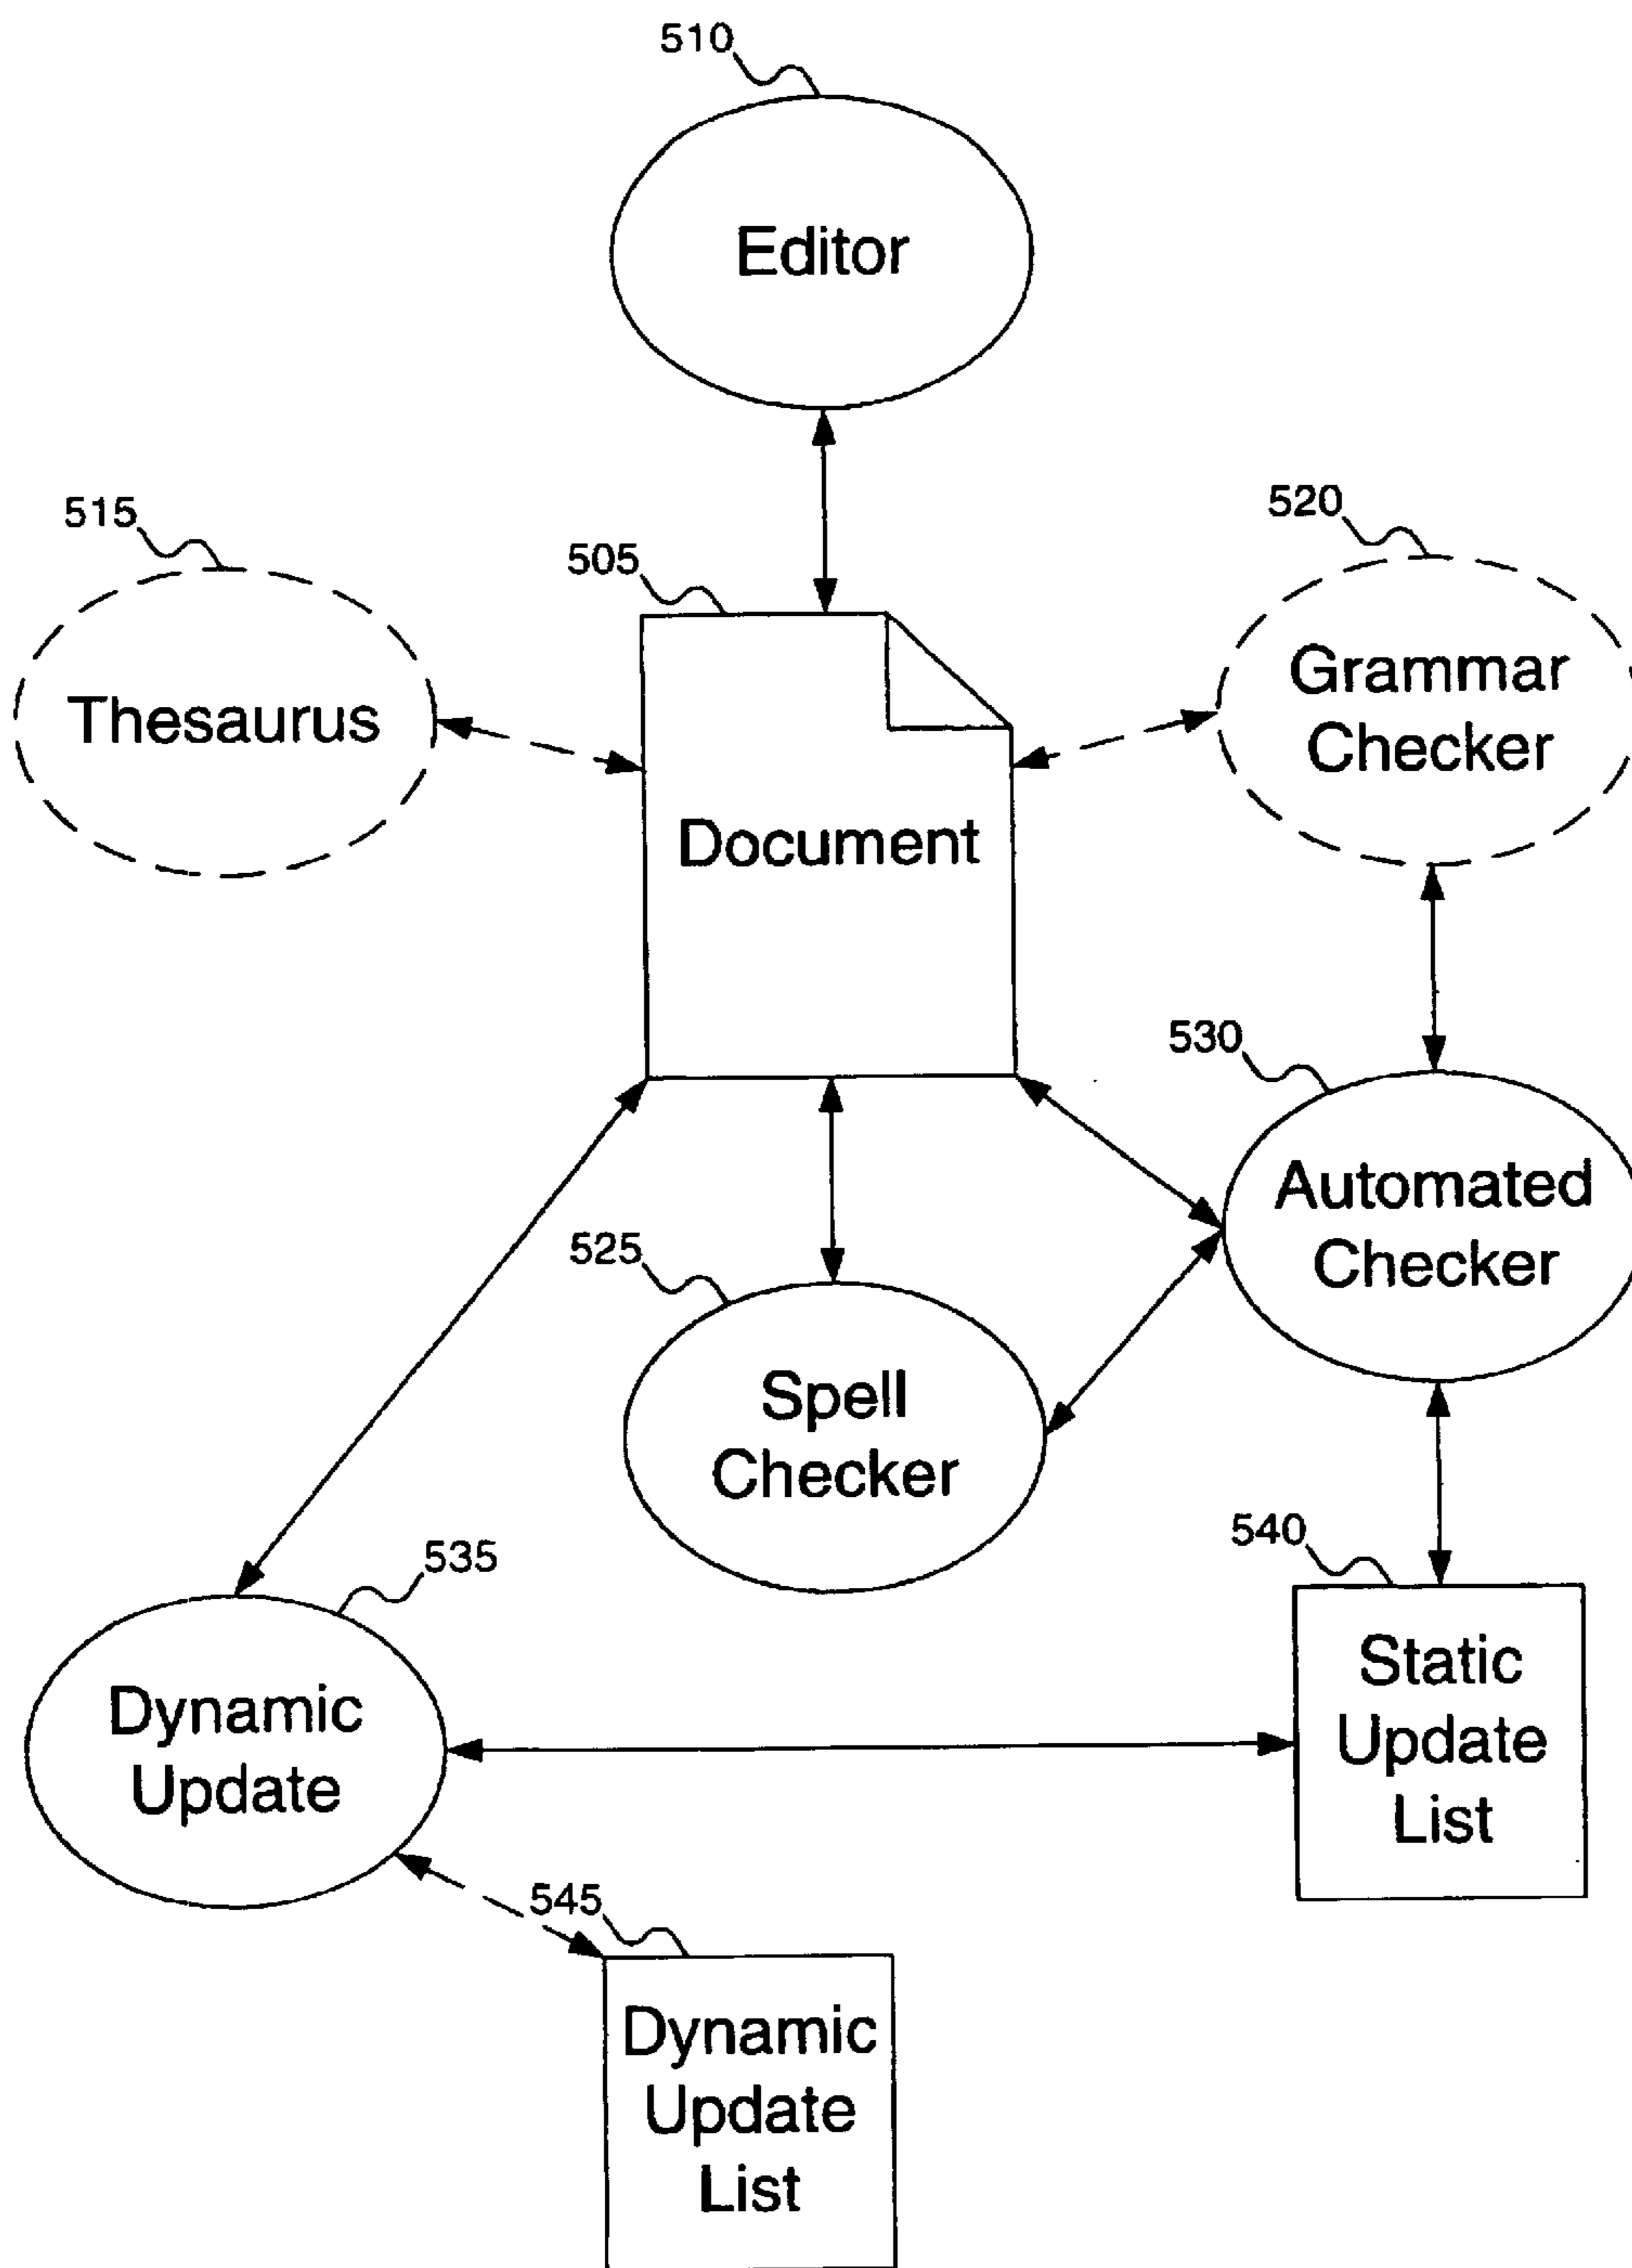 510
Editor
515
Thesaurus
505
Document
520
Grammar
Checker
530
Automated
Checker
525
Spell
Checker
535
Dynamic
Update
540
Static
Update
List
545
Dynamic
Update
List